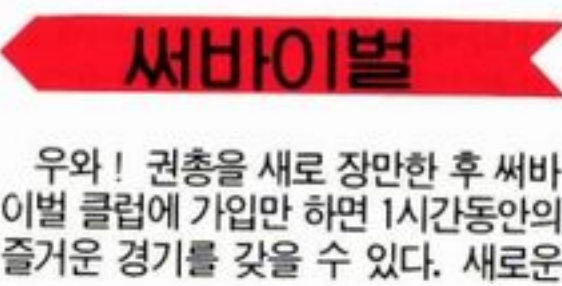 써바이벌
우와! 권총을 새로 장만한 후 써바
이벌 클럽에 가입만 하면 1시간동안의
즐거운 경기를 갖을 수 있다. 새로운